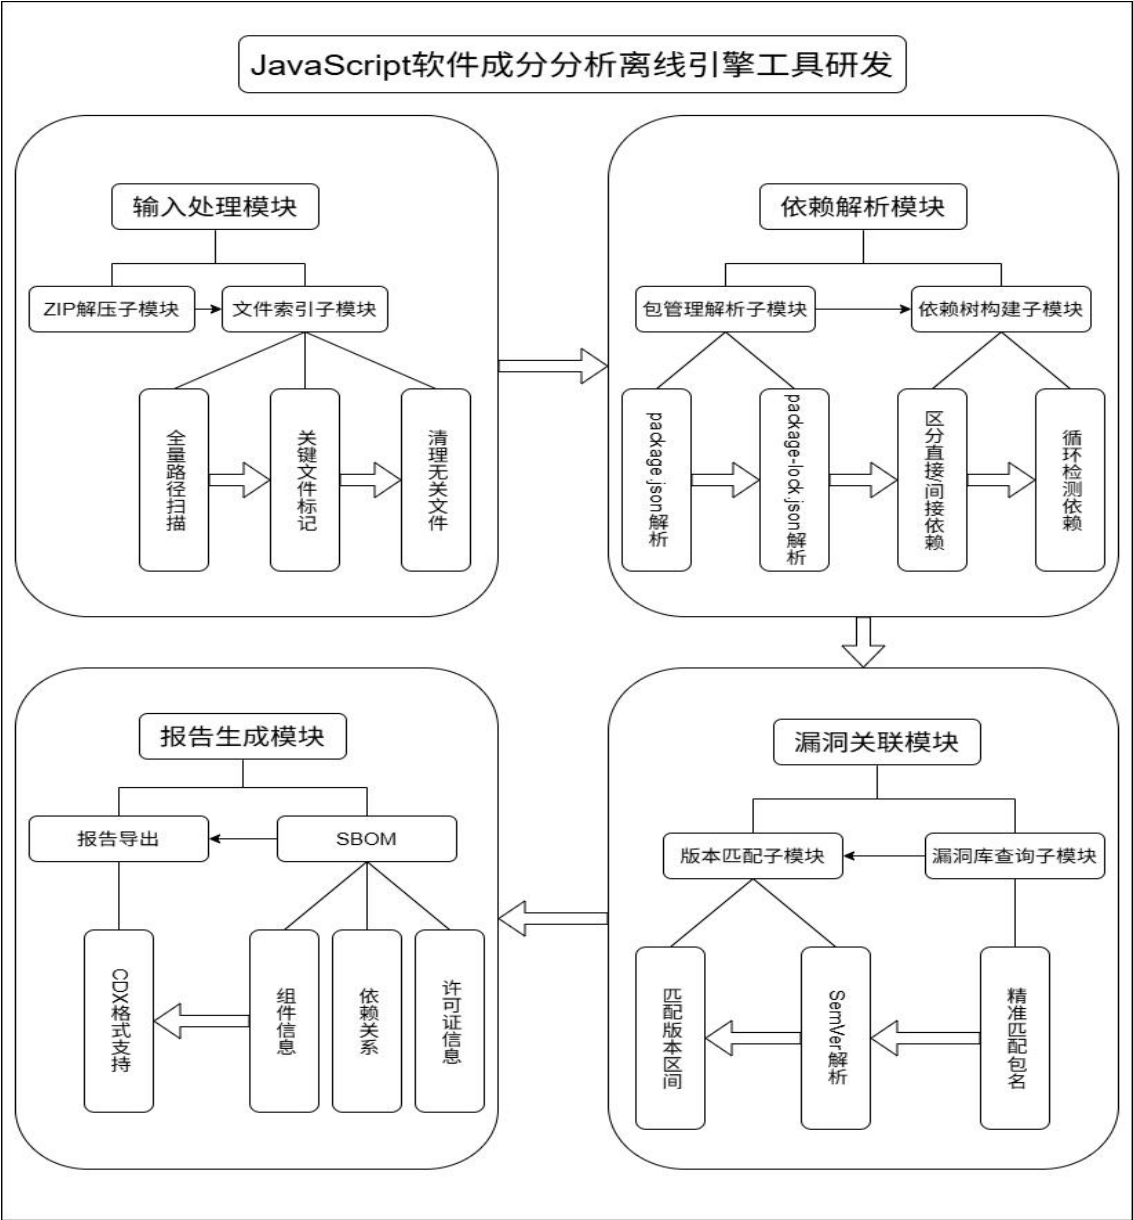 JavaScript软件成分分析离线引擎工具研发
输入处理模块
ZIP解压子模块
文件索引子模块
全量路径扫描
关键文件标记
清理无关文件
依赖解析模块
包管理解析子模块
依赖树构建子模块
package.json解析
package-lock.json解析
区分直接/间接依赖
循环检测依赖
漏洞关联模块
版本匹配子模块
漏洞库查询子模块
匹配版本区间
SemVer解析
精准匹配包名
报告生成模块
报告导出
SBOM
CDX格式支持
组件信息
依赖关系
许可证信息